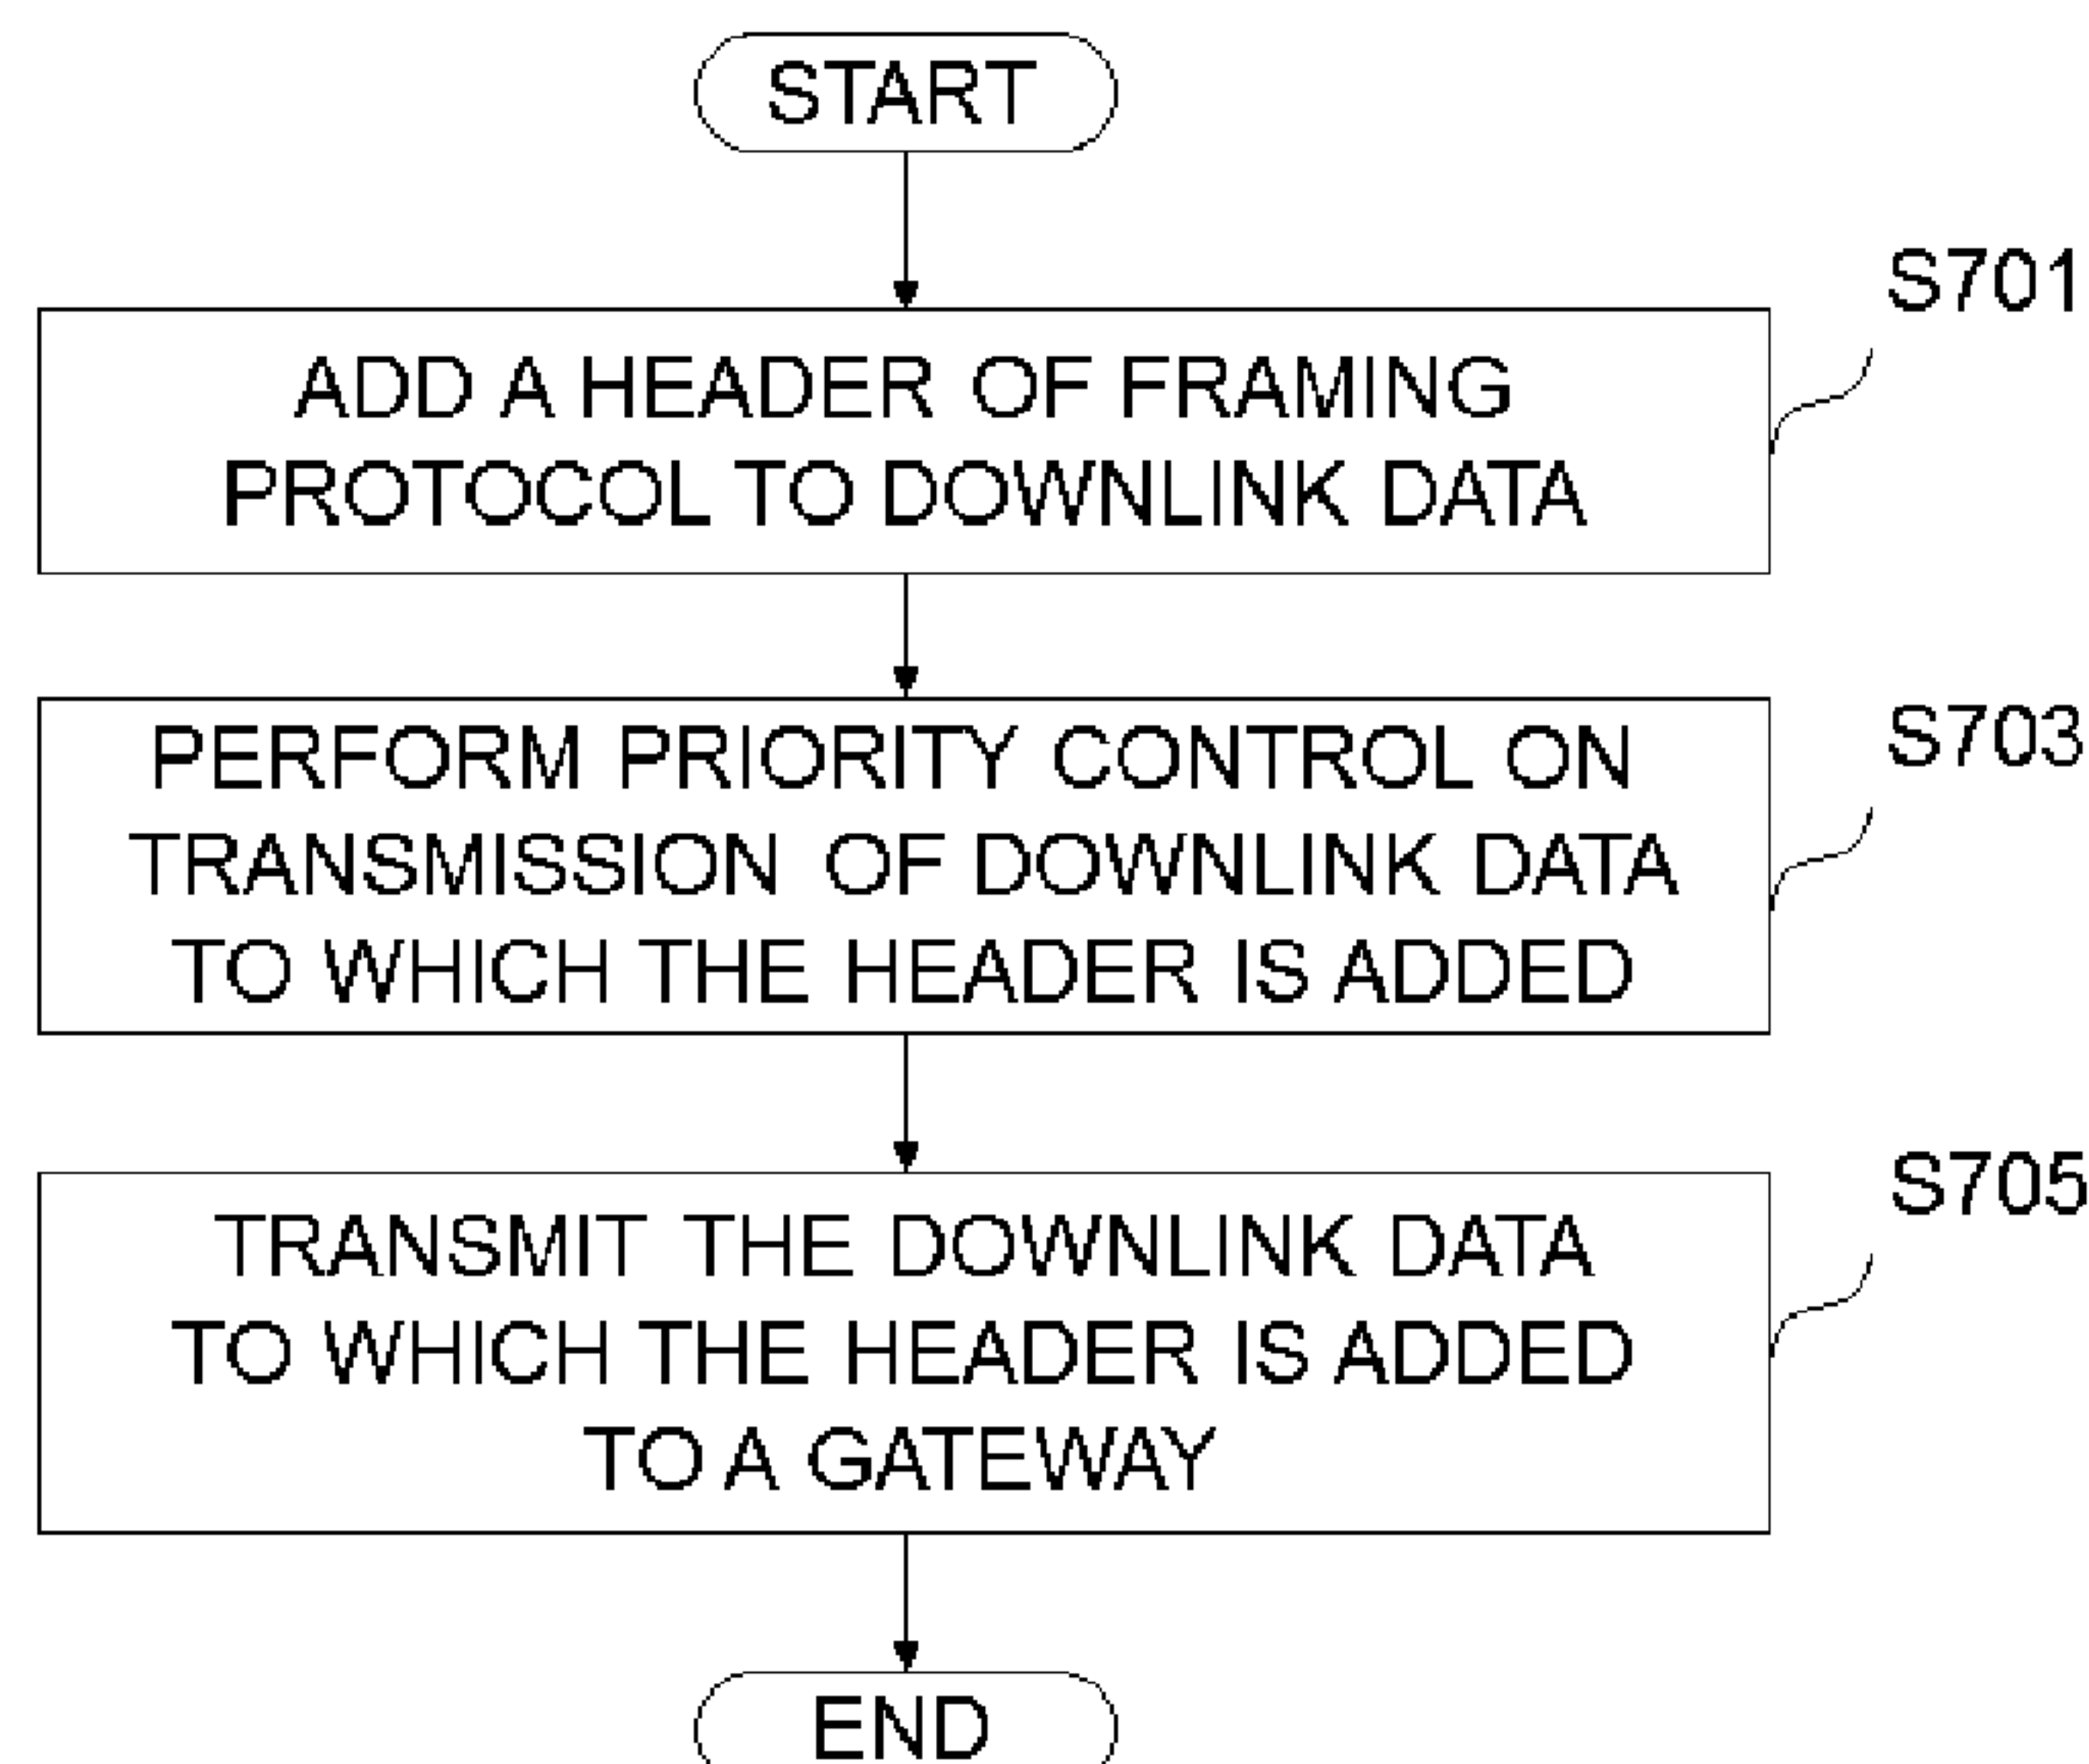 START
S701
ADD A HEADER OF FRAMING
PROTOCOL TO DOWNLINK DATA
S703
PERFORM PRIORITY CONTROL ON
TRANSMISSION OF DOWNLINK DATA
TO WHICH THE HEADER IS ADDED
S705
TRANSMIT THE DOWNLINK DATA
TO WHICH THE HEADER IS ADDED
TO A GATEWAY
END